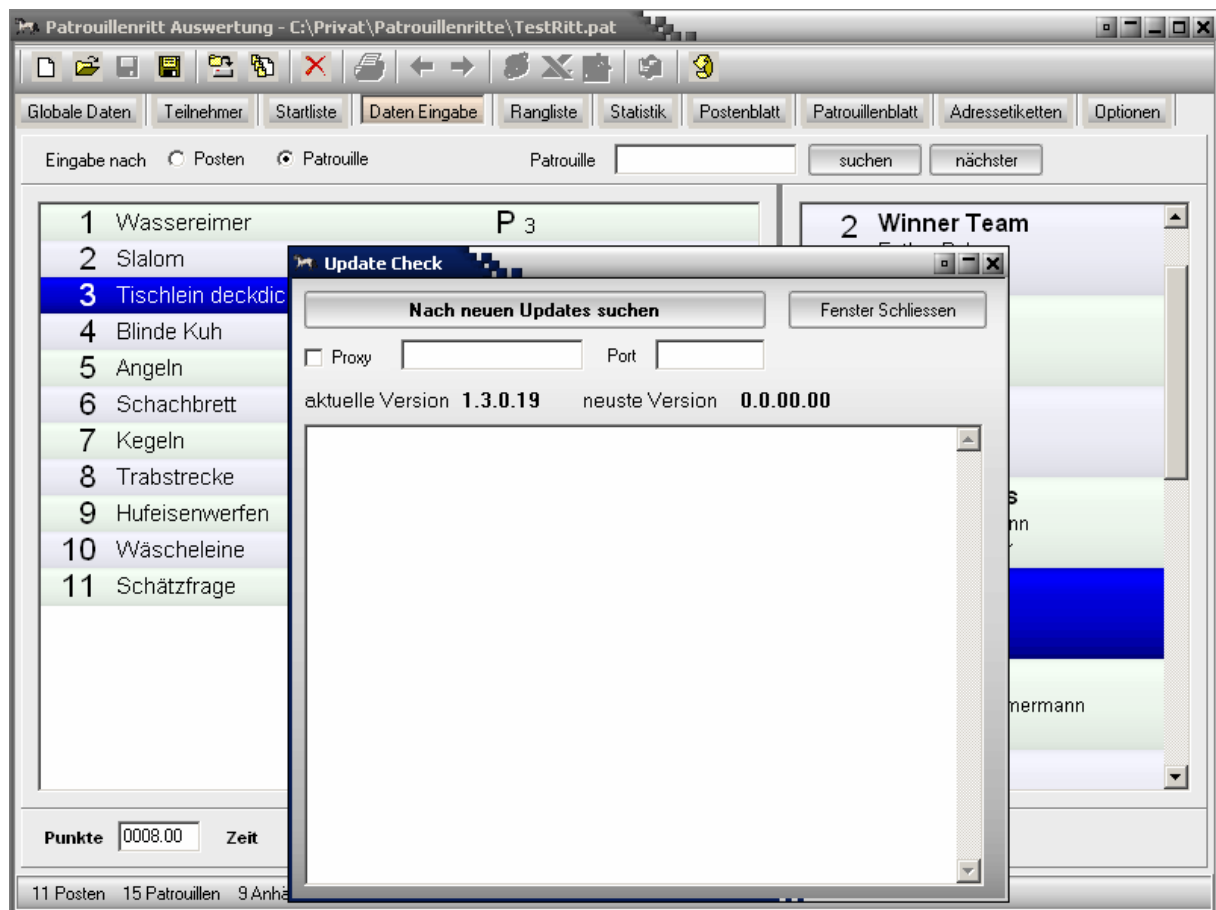 Patrouillenritt Auswertung - C:\Privat\Patrouillenritte\TestRitt.pat
Globale Daten Teilnehmer Startliste Daten Eingabe Rangliste Statistik Postenblatt Patrouillenblatt Adressetiketten Optionen
Eingabe nach Posten Patrouille Patrouille suchen nächster
1 Wassereimer P 3
2 Slalom
3 Tischlein deckdic
4 Blinde Kuh
5 Angeln
6 Schachbrett
7 Kegeln
8 Trabstrecke
9 Hufeisenwerfen
10 Wäscheleine
11 Schätzfrage
2 Winner Team
Update Check
Nach neuen Updates suchen Fenster Schliessen
Proxy Port
aktuelle Version 1.3.0.19 neuste Version 0.0.00.00
s
nn
mermann
Punkte 0008.00 Zeit
11 Posten 15 Patrouillen 9 Anhä